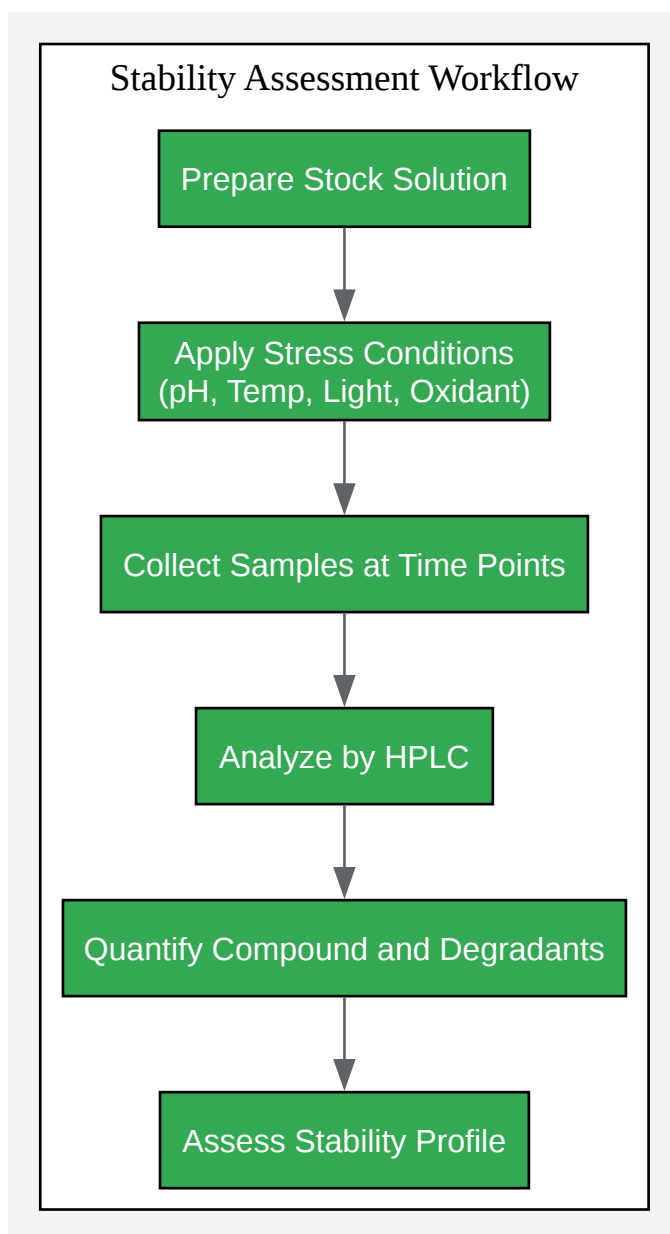 Stability Assessment Workflow
Prepare Stock Solution
Apply Stress Conditions
(pH, Temp, Light, Oxidant)
Collect Samples at Time Points
Analyze by HPLC
Quantify Compound and Degradants
Assess Stability Profile